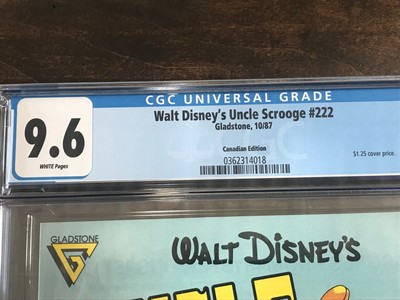 CGC UNIVERSAL GRADE
9.6
WHITE Pages
Walt Disney's Uncle Scrooge #222
Gladstone, 10/87
Canadian Edition
$1.25 cover price.
0362314018
GLADSTONE
WALT DISNEY'S